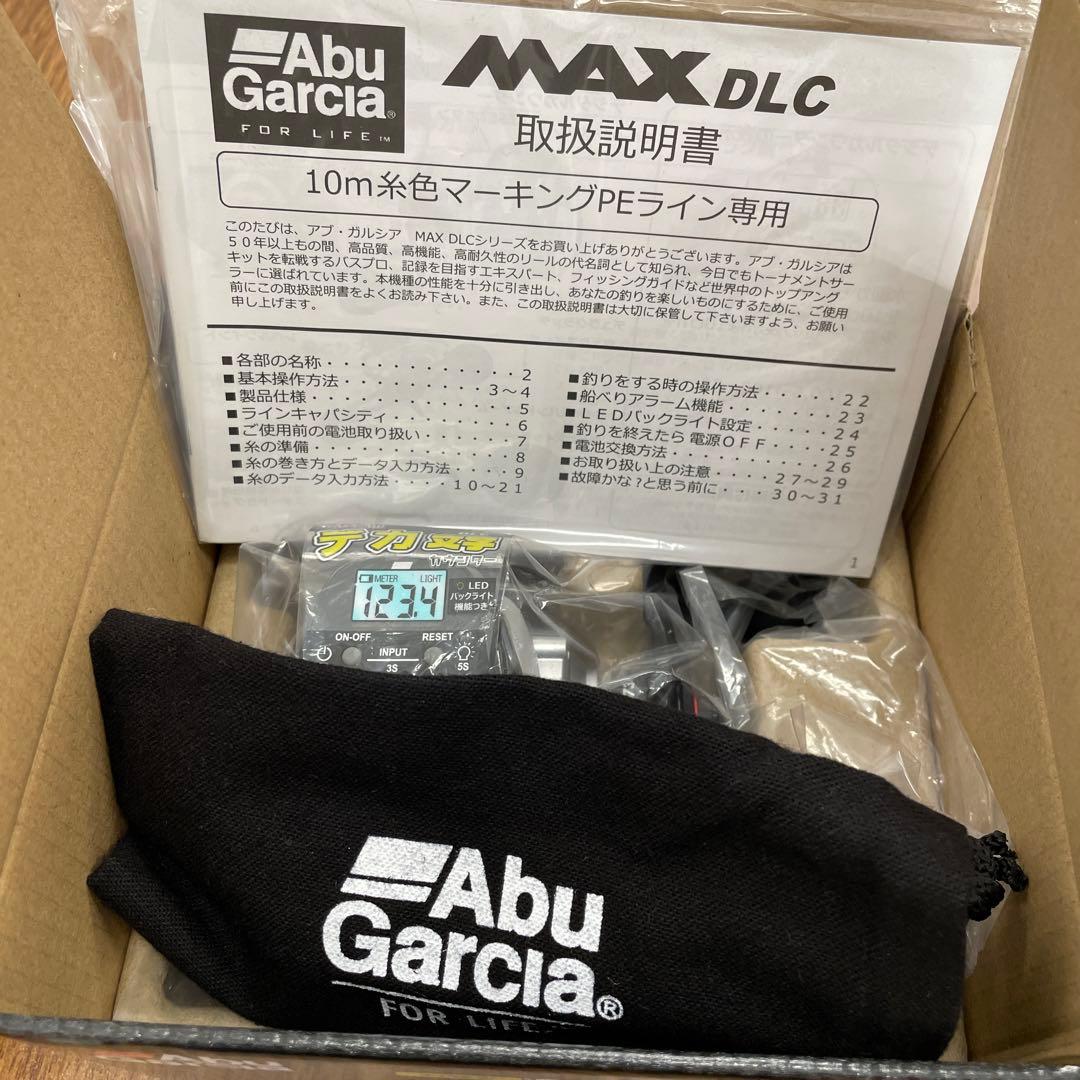 Abu
Garcia®
FOR LIFE™
MAX DLC
取扱説明書
10m糸色マーキングPEライン専用
このたびは、アブ・ガルシア　MAX DLCシリーズをお買い上げありがとうございます。アブ・ガルシアは
５０年以上もの間、高品質、高機能、高耐久性のリールの代名詞として知られ、今日でもトーナメントサー
キットを転戦するバスプロ、記録を目指すエキスパート、フィッシングガイドなど世界中のトップアング
ラーに選ばれています。本機種の性能を十分に引き出し、あなたの釣りを楽しいものにするために、ご使用
前にこの取扱説明書をよくお読み下さい。また、この取扱説明書は大切に保管して下さいますよう、お願い
申し上げます。
■各部の名称・・・・・・・・・・・２
■基本操作方法・・・・・・・・３～４
■製品仕様・・・・・・・・・・・・５
■ラインキャパシティ・・・・・・・６
■ご使用前の電池取り扱い・・・・・７
■糸の準備・・・・・・・・・・・・８
■糸の巻き方とデータ入力方法・・・・９
■糸のデータ入力方法・・・・１０～２１
■釣りをする時の操作方法・・・・・２２
■船べりアラーム機能・・・・・・・２３
■ＬＥＤバックライト設定・・・・・２４
■釣りを終えたら 電源ＯＦＦ・・・・２５
■電池交換方法・・・・・・・・・・２６
■お取り扱い上の注意・・・２７～２９
■故障かな？と思う前に・・・３０～３１
1
デカ文字
カウンター
METER LIGHT
123.4
LED
バックライト
機能つき
ON-OFF RESET
INPUT
3S 5S
Abu
Garcia®
FOR LIFE